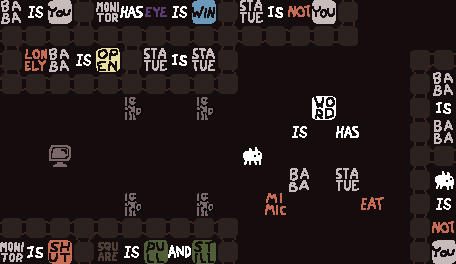 BABA IS YOU MONITOR HAS EYE IS WIN STATUE IS NOT YOU
LONELY BABA IS OPEN STATUE IS STATUE
WORD
IS HAS
BABA STATUE
MIMIC EAT
BABA
IS
BABA
IS
NOT
YOU
MONITOR IS SHUT SQUARE IS PULL AND STILL